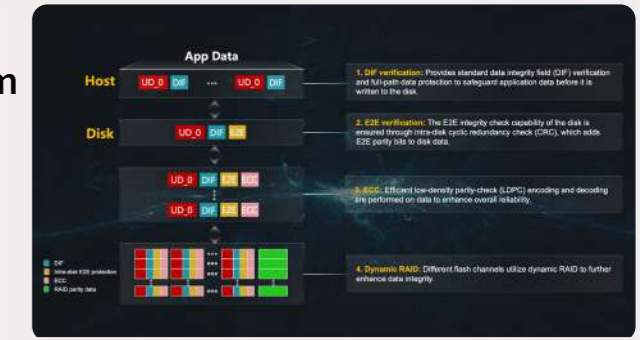 m
App Data
Host
UD_0 DIF ... UD_0 DIF
1. DIF verification: Provides standard data integrity field (DIF) verification
and full-path data protection to safeguard application data before it is
written to the disk.
Disk
UD_0 DIF E2E
2. E2E verification: The E2E integrity check capability of the disk is
ensured through intra-disk cyclic redundancy check (CRC), which adds
E2E parity bits to disk data.
UD_0 DIF E2E ECC
UD_0 DIF E2E ECC
3. ECC: Efficient low-density parity-check (LDPC) encoding and decoding
are performed on data to enhance overall reliability.
DIF
Intra-disk E2E protection
ECC
RAID parity data
4. Dynamic RAID: Different flash channels utilize dynamic RAID to further
enhance data integrity.